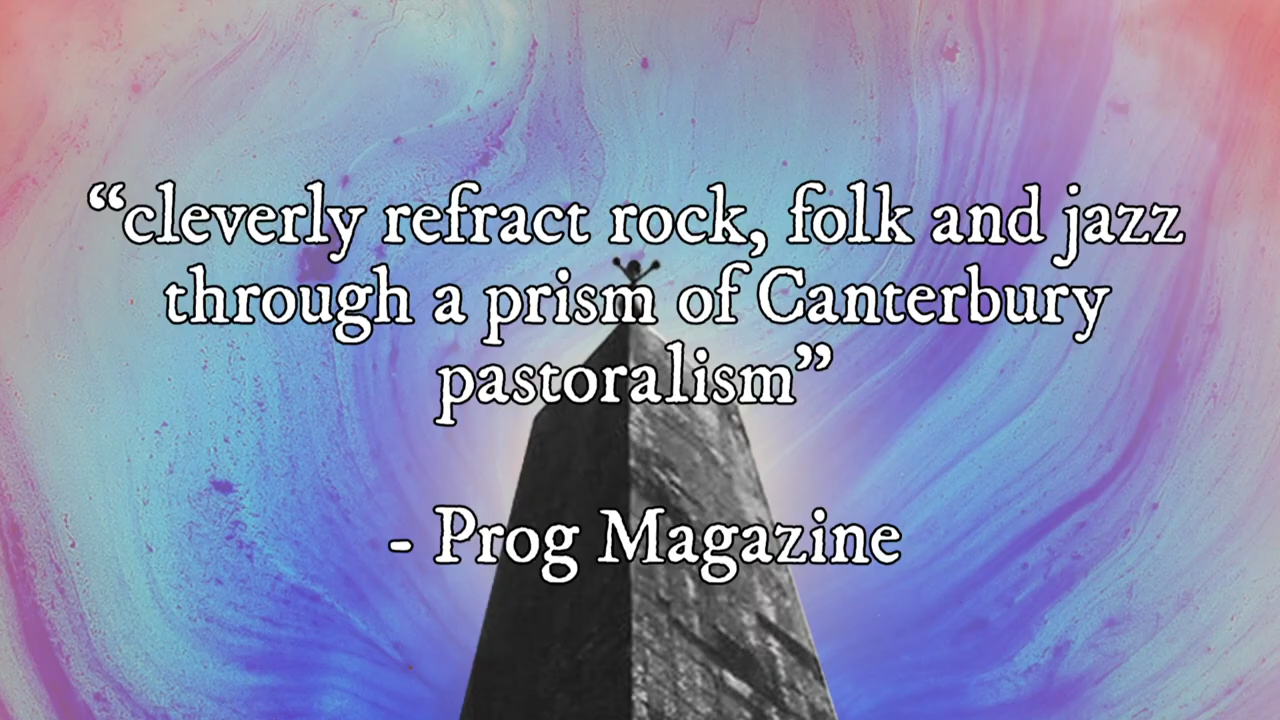 “cleverly refract rock, folk and jazz
through a prism of Canterbury
pastoralism”
- Prog Magazine